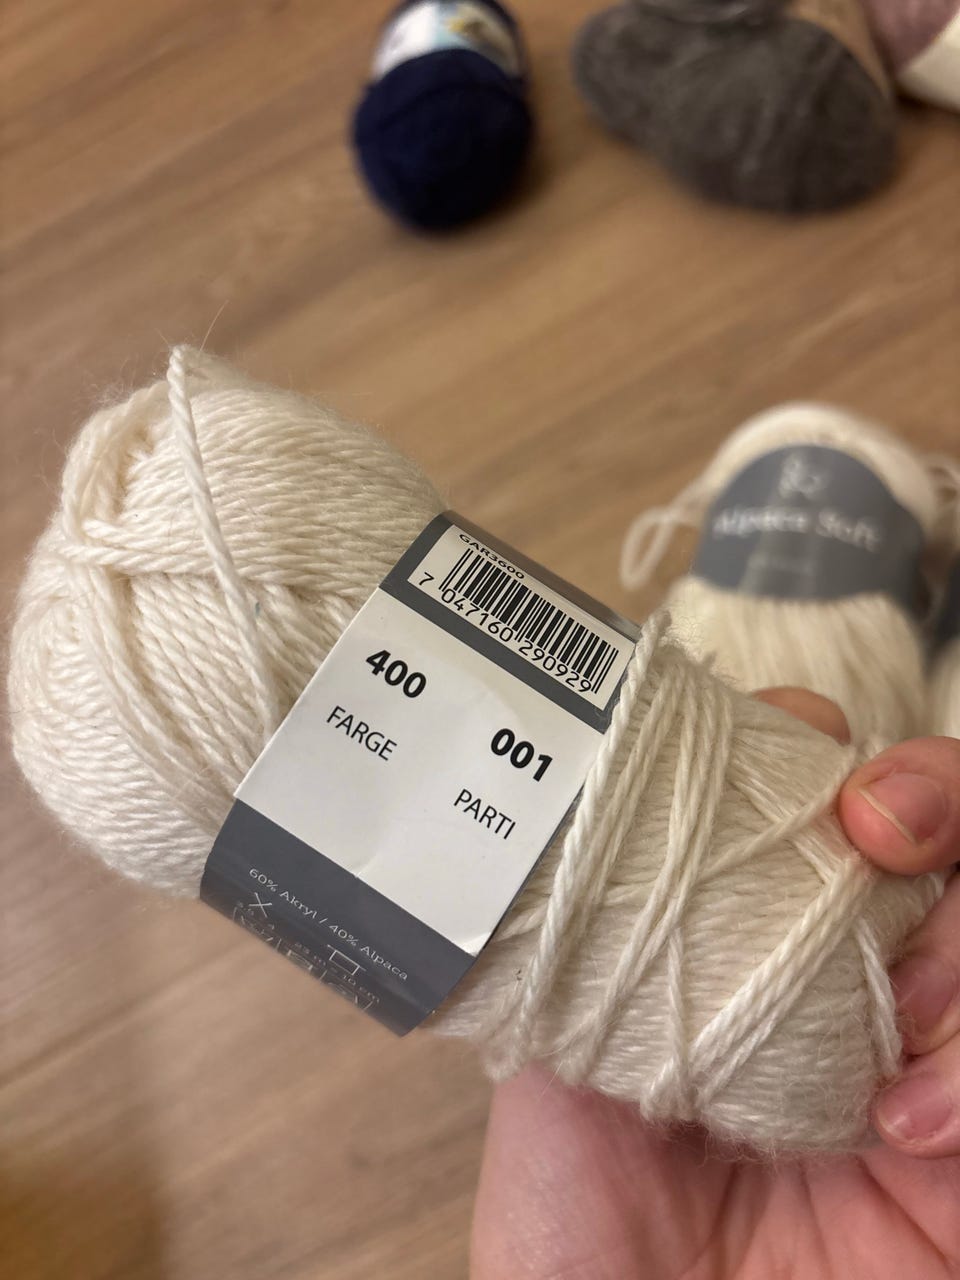 GAR3600
7 047160 290929
400
FARGE
001
PARTI
60% Akryl / 40% Alpaca
Alpaca Soft